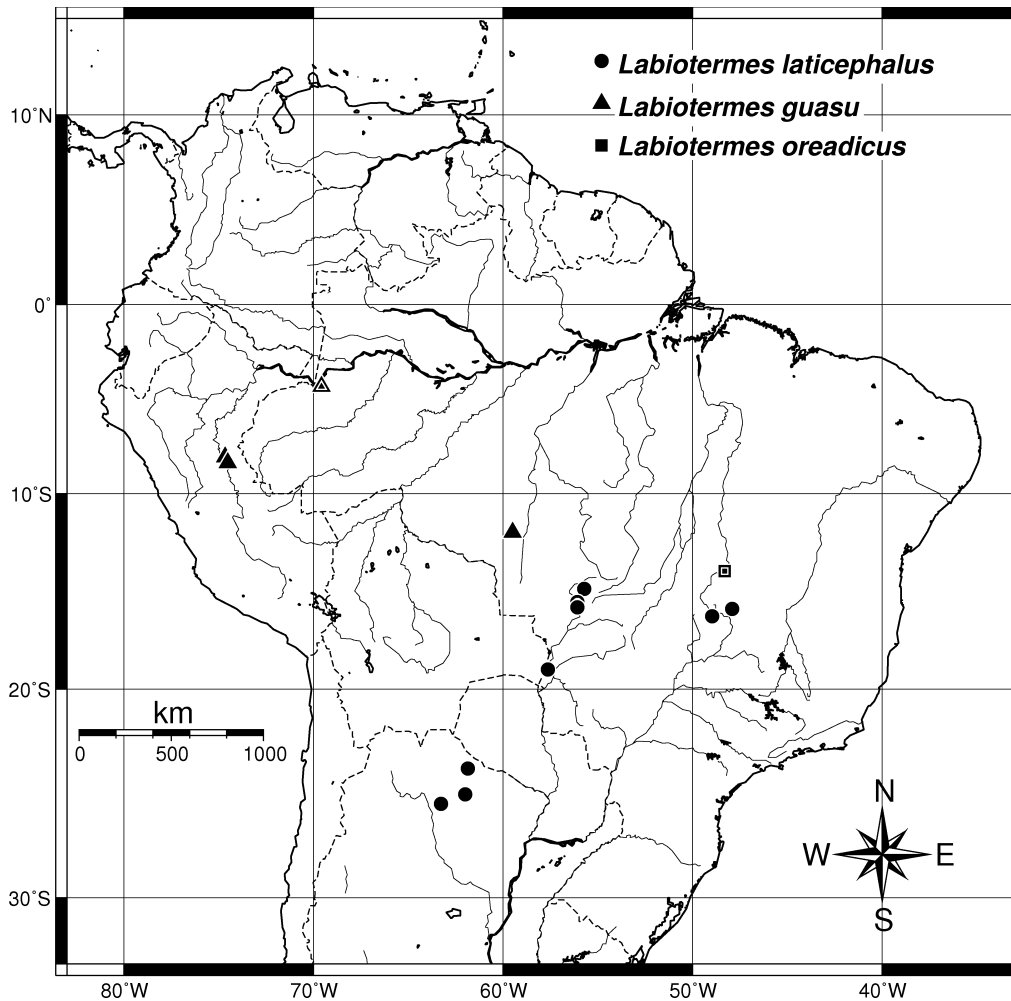 Labiotermes laticephalus
Labiotermes guasu
Labiotermes oreadicus
10˚N
0˚
10˚S
20˚S
30˚S
km
0 500 1000
N
W E
S
80˚W 70˚W 60˚W 50˚W 40˚W